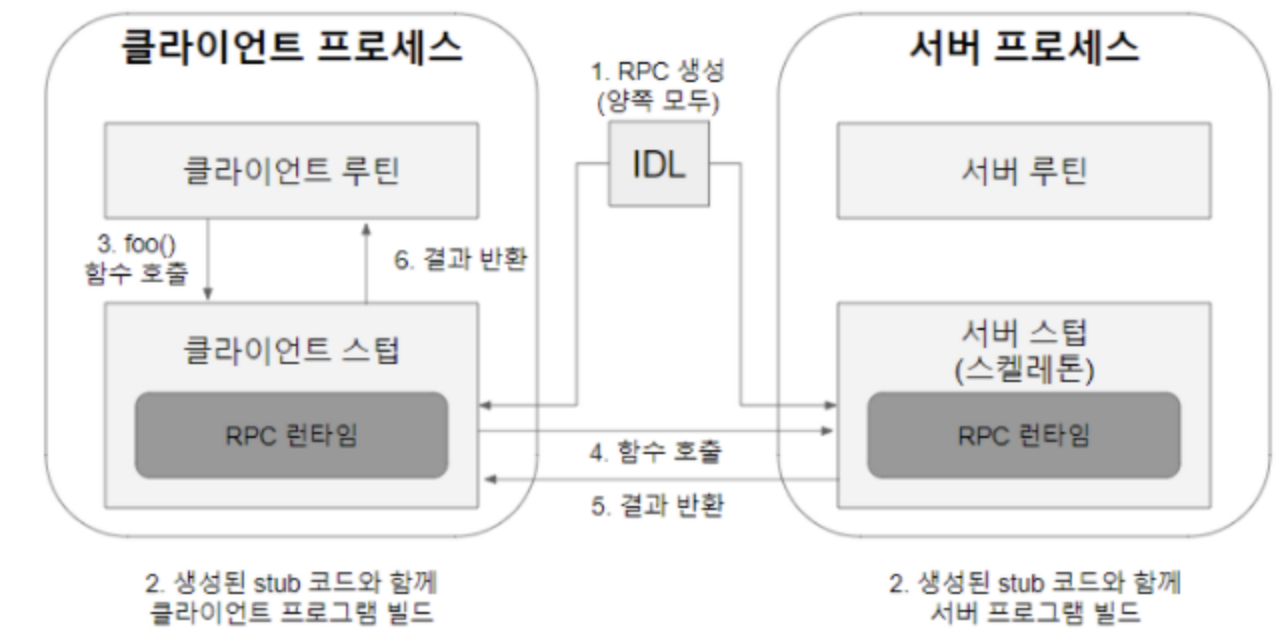 클라이언트 프로세스
서버 프로세스
1. RPC 생성
(양쪽 모두)
IDL
클라이언트 루틴
서버 루틴
3. foo()
함수 호출
6. 결과 반환
클라이언트 스텁
서버 스텁
(스켈레톤)
RPC 런타임
RPC 런타임
4. 함수 호출
5. 결과 반환
2. 생성된 stub 코드와 함께
클라이언트 프로그램 빌드
2. 생성된 stub 코드와 함께
서버 프로그램 빌드